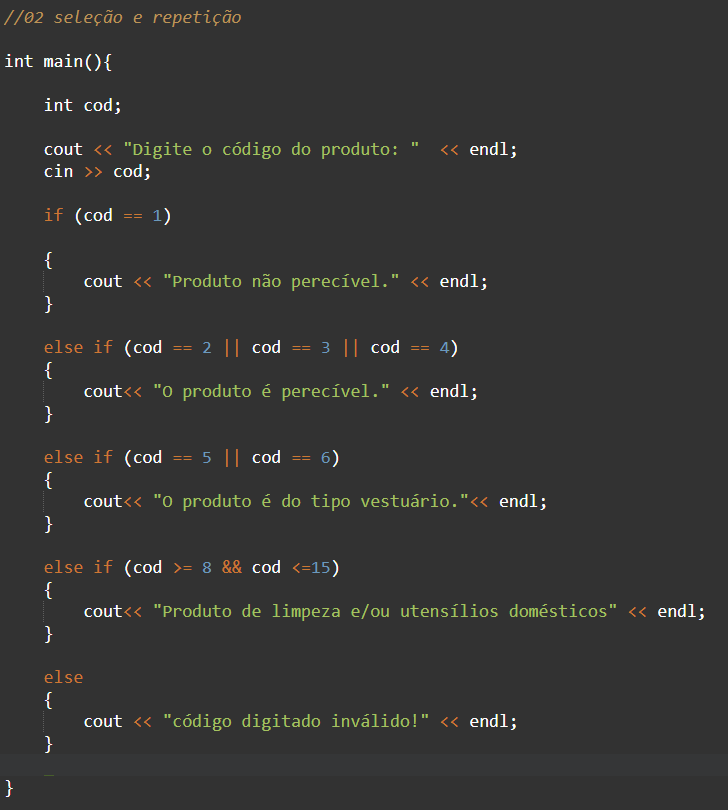 //02 seleção e repetição
int main(){
int cod;
cout << "Digite o código do produto: "  << endl;
cin >> cod;
if (cod == 1)
{
cout << "Produto não perecível." << endl;
}
else if (cod == 2 || cod == 3 || cod == 4)
{
cout<< "O produto é perecível." << endl;
}
else if (cod == 5 || cod == 6)
{
cout<< "O produto é do tipo vestuário."<< endl;
}
else if (cod >= 8 && cod <=15)
{
cout<< "Produto de limpeza e/ou utensílios domésticos" << endl;
}
else
{
cout << "código digitado inválido!" << endl;
}
}